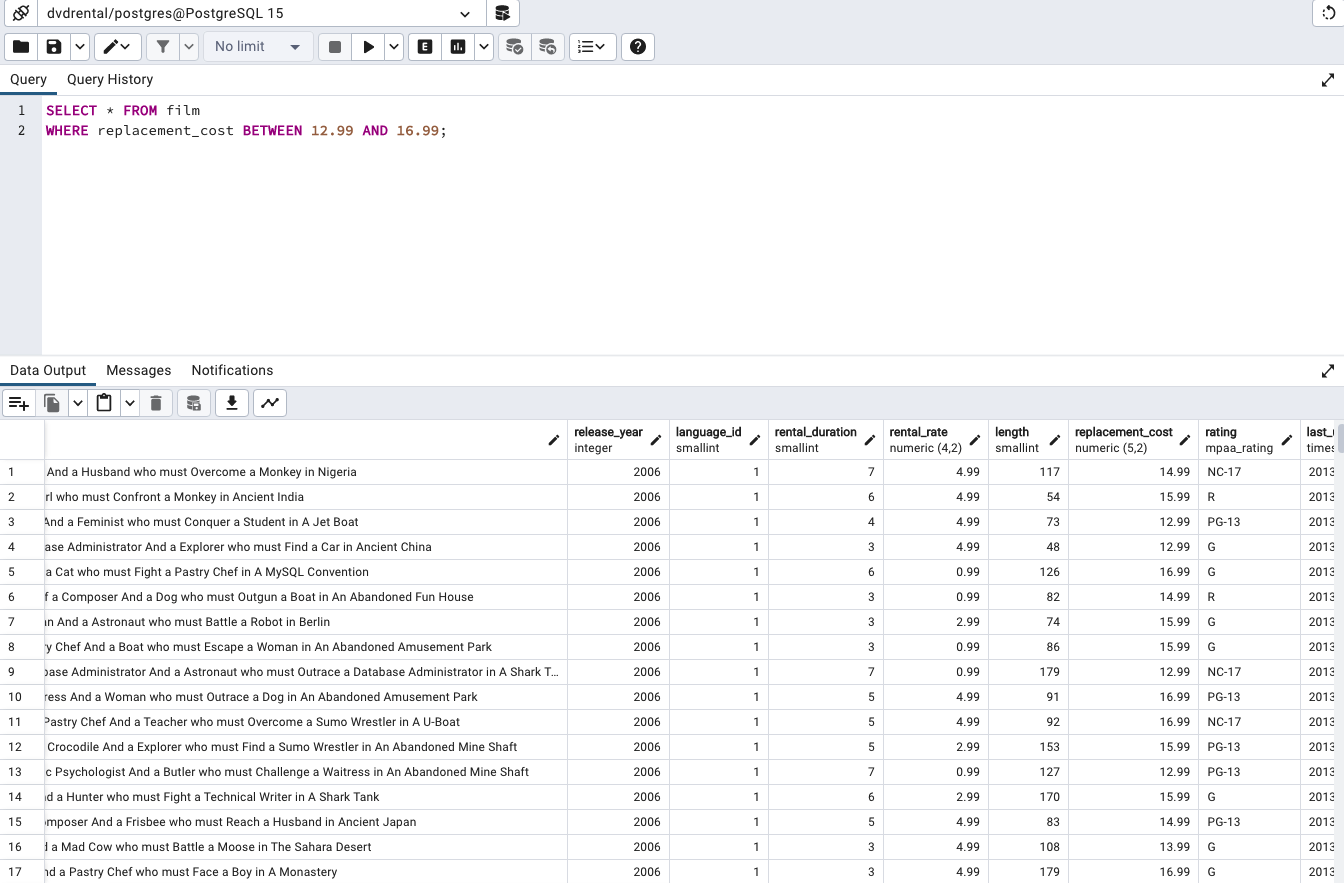 dvdrental/postgres@PostgreSQL 15
No limit
E
Query Query History
1 SELECT * FROM film
2 WHERE replacement_cost BETWEEN 12.99 AND 16.99;
Data Output Messages Notifications
release_year language_id rental_duration rental_rate length replacement_cost rating
integer smallint smallint numeric (4,2) smallint numeric (5,2) mpaa_rating
1 And a Husband who must Overcome a Monkey in Nigeria 2006 1 7 4.99 117 14.99 NC-17 2013
2 who must Confront a Monkey in Ancient India 2006 1 6 4.99 54 15.99 R 2013
3 And a Feminist who must Conquer a Student in A Jet Boat 2006 1 4 4.99 73 12.99 PG-13 2013
4 Administrator And a Explorer who must Find a Car in Ancient China 2006 1 3 4.99 48 12.99 G 2013
5 a Cat who must Fight a Pastry Chef in A MySQL Convention 2006 1 6 0.99 126 16.99 G 2013
6 a Composer And a Dog who must Outgun a Boat in An Abandoned Fun House 2006 1 3 0.99 82 14.99 R 2013
7 And a Astronaut who must Battle a Robot in Berlin 2006 1 3 2.99 74 15.99 G 2013
8 Chef And a Boat who must Escape a Woman in An Abandoned Amusement Park 2006 1 3 0.99 86 15.99 G 2013
9 Administrator And a Astronaut who must Outrace a Database Administrator in A Shark T... 2006 1 7 0.99 179 12.99 NC-17 2013
10 And a Woman who must Outrace a Dog in An Abandoned Amusement Park 2006 1 5 4.99 91 16.99 PG-13 2013
11 Pastry Chef And a Teacher who must Overcome a Sumo Wrestler in A U-Boat 2006 1 5 4.99 92 16.99 NC-17 2013
12 Crocodile And a Explorer who must Find a Sumo Wrestler in An Abandoned Mine Shaft 2006 1 5 2.99 153 15.99 PG-13 2013
13 Psychologist And a Butler who must Challenge a Waitress in An Abandoned Mine Shaft 2006 1 7 0.99 127 12.99 PG-13 2013
14 a Hunter who must Fight a Technical Writer in A Shark Tank 2006 1 6 2.99 170 15.99 G 2013
15 And a Frisbee who must Reach a Husband in Ancient Japan 2006 1 5 4.99 83 14.99 PG-13 2013
16 a Mad Cow who must Battle a Moose in The Sahara Desert 2006 1 3 4.99 108 13.99 G 2013
17 a Pastry Chef who must Face a Boy in A Monastery 2006 1 3 4.99 179 16.99 G 2013